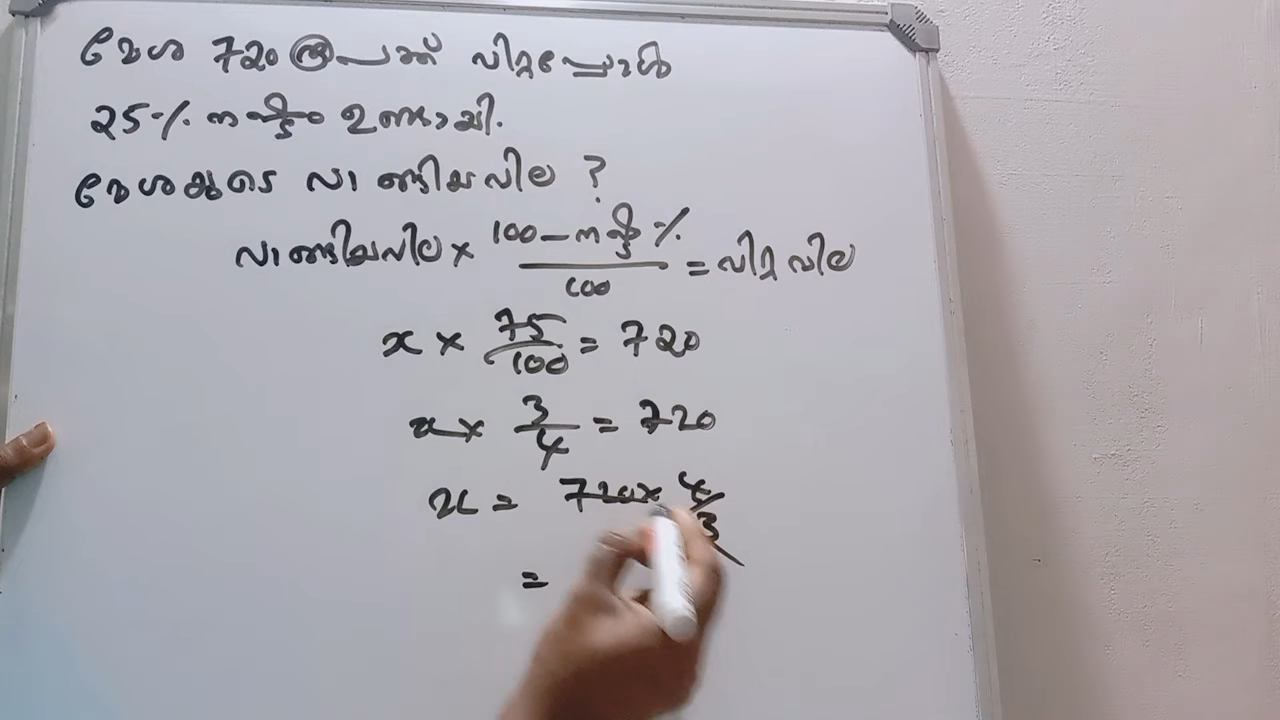 മേശ 720 രൂപക്ക് വിറ്റപ്പോൾ
25% നഷ്ടം ഉണ്ടായി.
മേശയുടെ വാങ്ങിയവില ?
വാങ്ങിയവില × 100 - നഷ്ട % / 100 = വിറ്റവില
x × 75/100 = 720
x × 3/4 = 720
x = 720 × 4/3
=